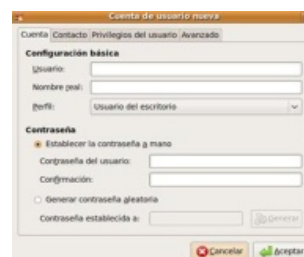 Cuenta de usuario nueva
Cuenta Contacto Privilegios del usuario Avanzado
Configuración básica
Usuario:
Nombre real:
Perfil: Usuario del escritorio
Contraseña
Establecer la contraseña a mano
Contraseña del usuario:
Confirmación:
Generar contraseña aleatoria
Contraseña establecida a: Generar
Cancelar Aceptar